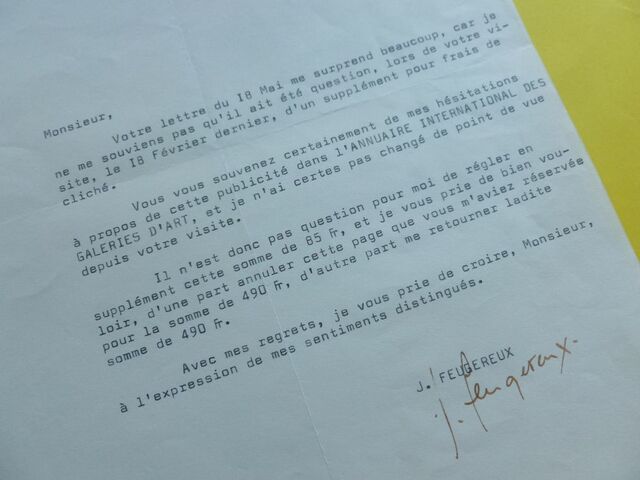 Monsieur,
Votre lettre du I8 Mai me surprend beaucoup, car je
ne me souviens pas qu'il ait été question, lors de votre vi-
site, le I8 Février dernier, d'un supplément pour frais de
cliché.
Vous vous souvenez certainement de mes hésitations
à propos de cette publicité dans l'ANNUAIRE INTERNATIONAL DES
GALERIES D'ART, et je n'ai certes pas changé de point de vue
depuis votre visite.
Il n'est donc pas question pour moi de régler en
supplément cette somme de 85 fr, et je vous prie de bien vou-
loir, d'une part annuler cette page que vous m'aviez réservée
pour la somme de 490 fr, d'autre part me retourner ladite
somme de 490 fr.
Avec mes regrets, je vous prie de croire, Monsieur,
à l'expression de mes sentiments distingués.
J. FEUGEREUX
J. Feugereux.